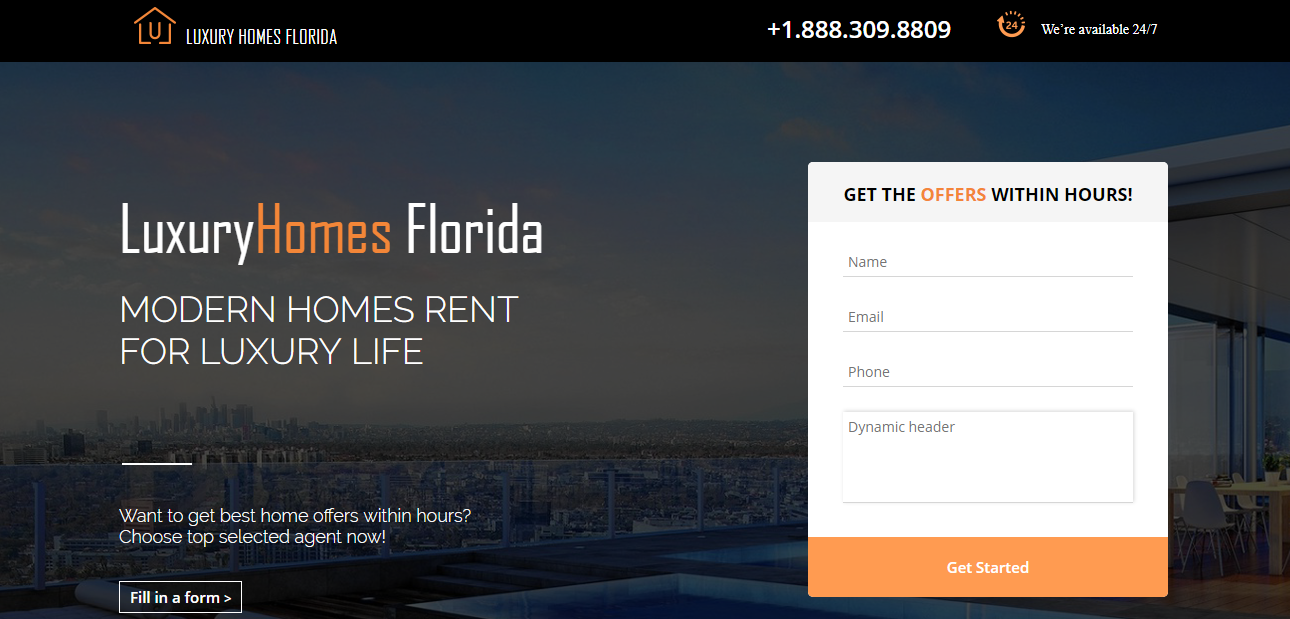 LUXURY HOMES FLORIDA
+1.888.309.8809
24
We're available 24/7
LuxuryHomes Florida
MODERN HOMES RENT
FOR LUXURY LIFE
Want to get best home offers within hours?
Choose top selected agent now!
Fill in a form >
GET THE OFFERS WITHIN HOURS!
Name
Email
Phone
Dynamic header
Get Started